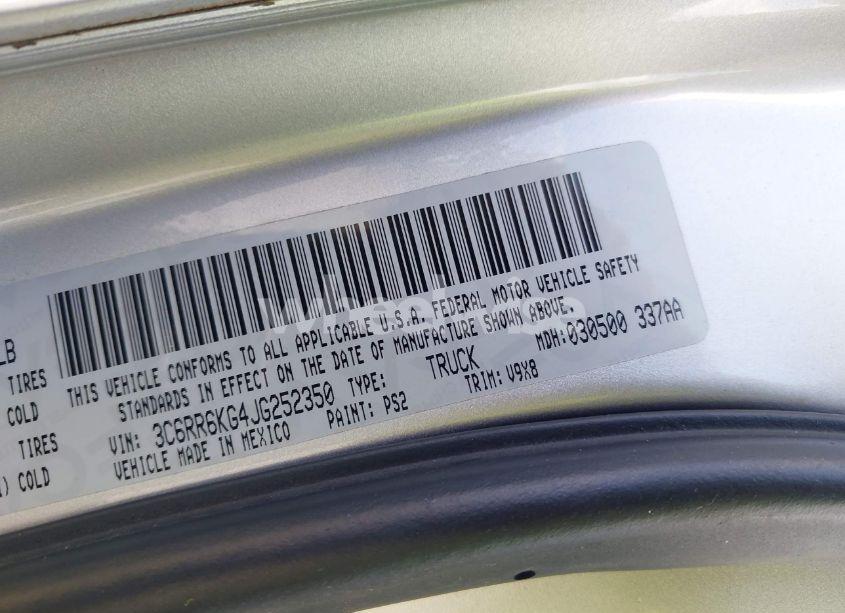 LB
TIRES
COLD
TIRES
) COLD
THIS VEHICLE CONFORMS TO ALL APPLICABLE U.S.A. FEDERAL MOTOR VEHICLE SAFETY
STANDARDS IN EFFECT ON THE DATE OF MANUFACTURE SHOWN ABOVE.
VIN: 3C6RR6KG4JG252350 TYPE: TRUCK MDH:030500 337AA
VEHICLE MADE IN MEXICO PAINT: PS2 TRIM: V9X8